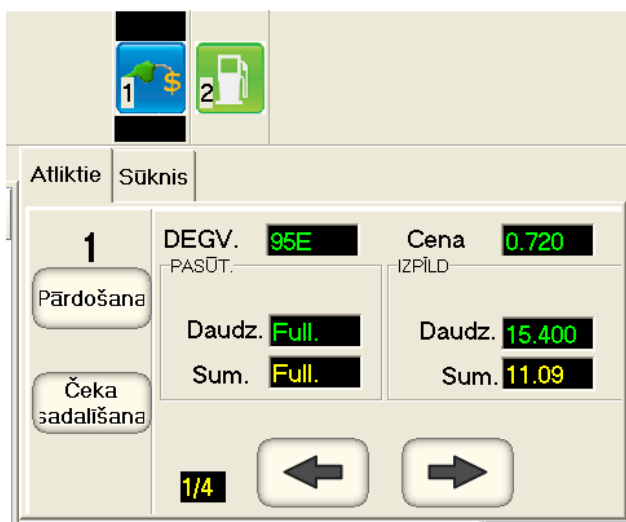 1 $
2
Atliktie Sūknis
1
DEGV. 95E Cena 0.720
PASŪT. IZPĪLD
Pārdošana
Daudz. Full. Daudz. 15.400
Sum. Full. Sum. 11.09
Čeka
sadalīšana
1/4